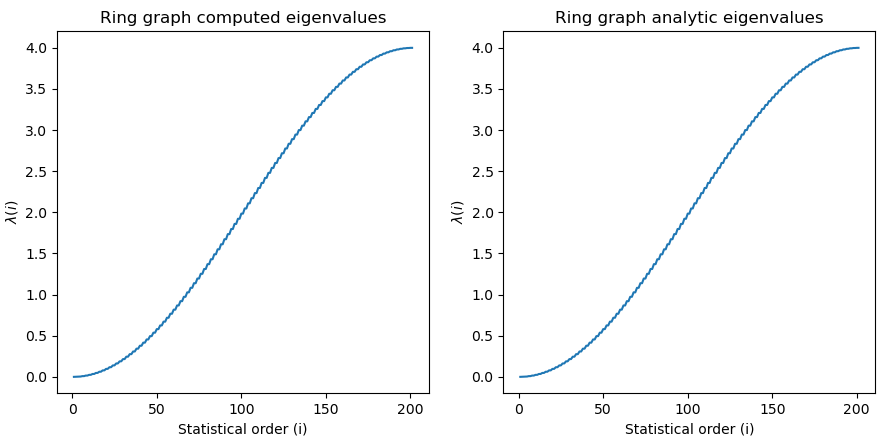 Ring graph computed eigenvalues
λ(i)
4.0
3.5
3.0
2.5
2.0
1.5
1.0
0.5
0.0
0 50 100 150 200
Statistical order (i)
Ring graph analytic eigenvalues
λ(i)
4.0
3.5
3.0
2.5
2.0
1.5
1.0
0.5
0.0
0 50 100 150 200
Statistical order (i)